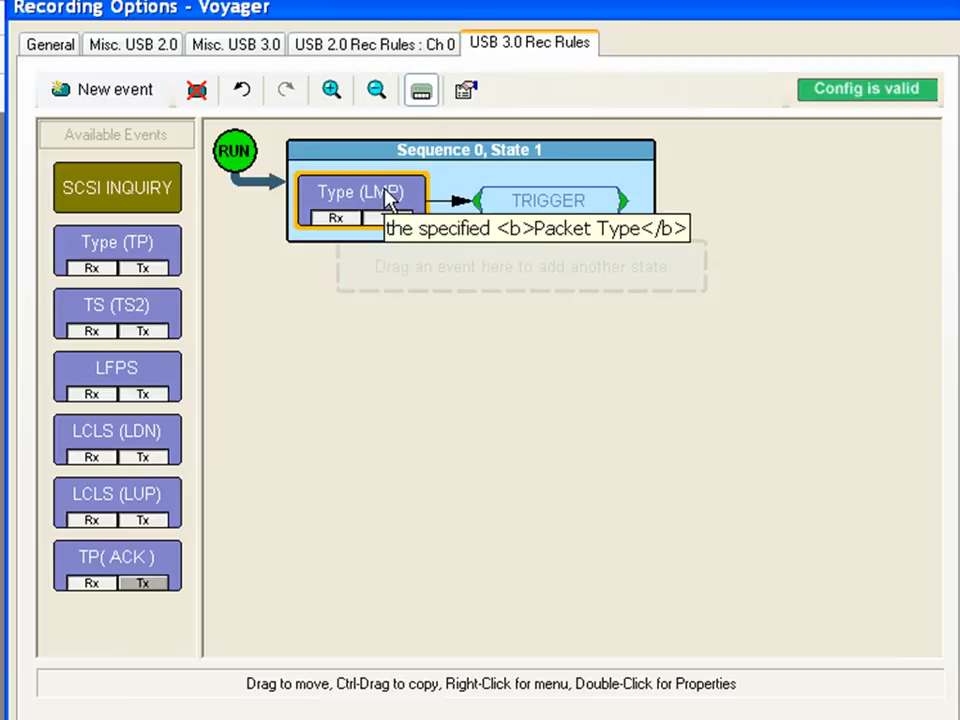 Recording Options - Voyager
General
Misc. USB 2.0
Misc. USB 3.0
USB 2.0 Rec Rules : Ch 0
USB 3.0 Rec Rules
New event
Config is valid
Available Events
SCSI INQUIRY
Type (TP)
Rx Tx
TS (TS2)
Rx Tx
LFPS
Rx Tx
LCLS (LDN)
Rx Tx
LCLS (LUP)
Rx Tx
TP( ACK )
Rx Tx
RUN
Sequence 0, State 1
Type (LMP)
Rx
TRIGGER
the specified <b>Packet Type</b>
Drag an event here to add another state
Drag to move, Ctrl-Drag to copy, Right-Click for menu, Double-Click for Properties